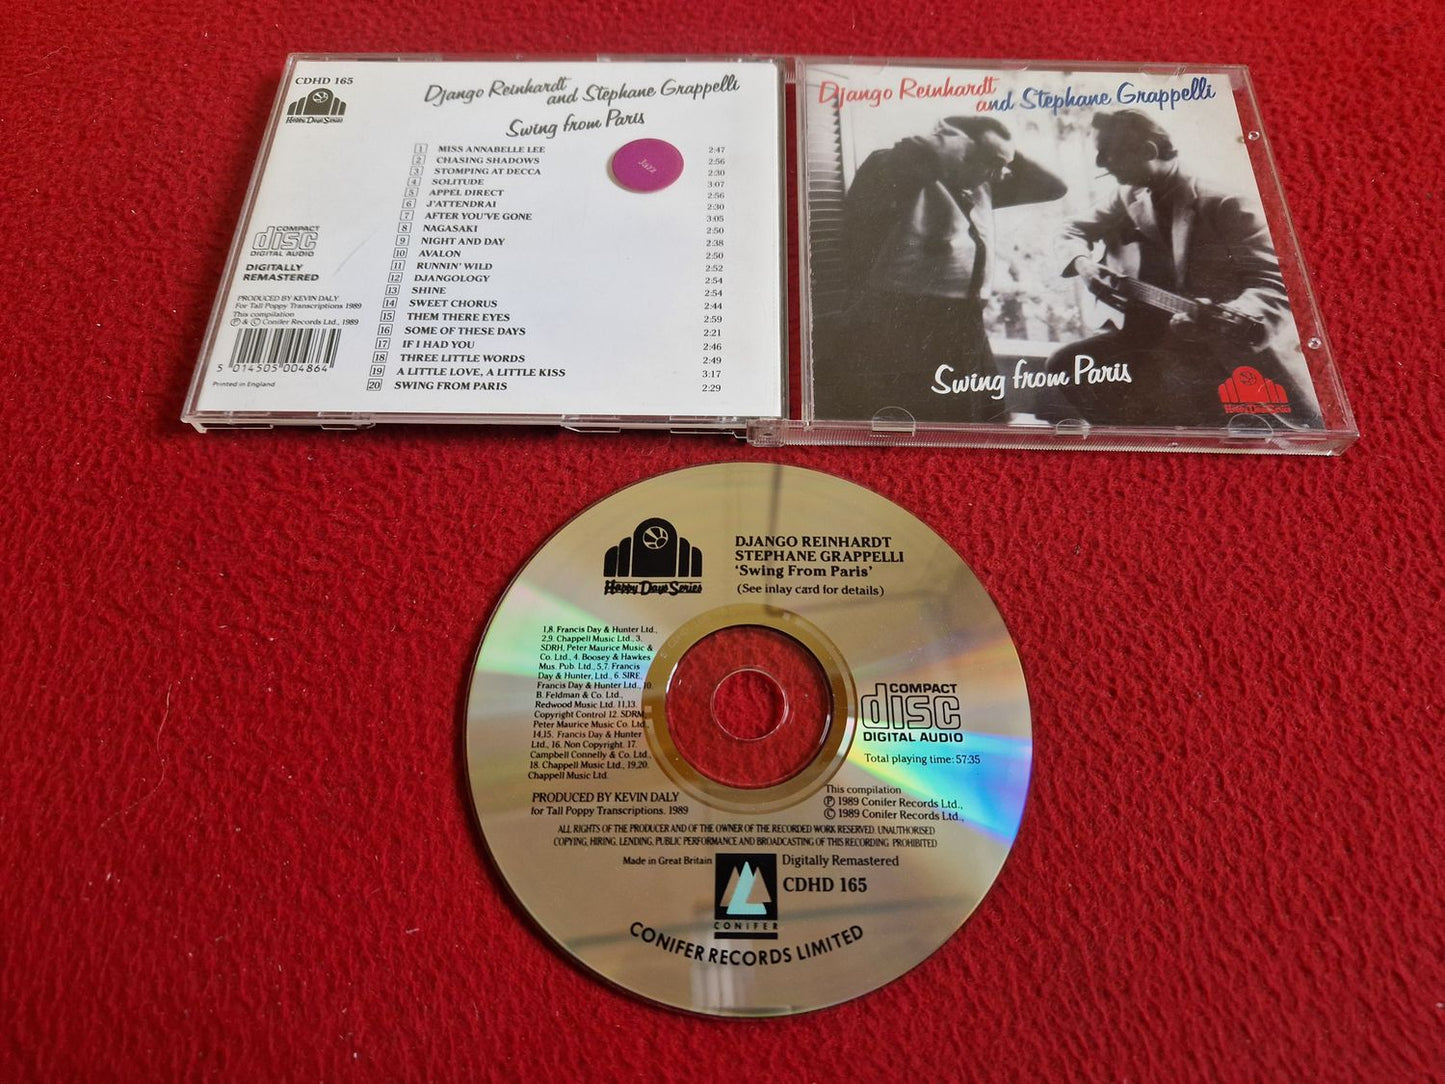 CDHD 165
Happy Days Series
Django Reinhardt
and Stephane Grappelli
Swing from Paris
Jazz
1 MISS ANNABELLE LEE 2:47
2 CHASING SHADOWS 2:56
3 STOMPING AT DECCA 2:30
4 SOLITUDE 3:07
5 APPEL DIRECT 2:56
6 J'ATTENDRAI 2:30
7 AFTER YOU'VE GONE 3:05
8 NAGASAKI 2:50
9 NIGHT AND DAY 2:38
10 AVALON 2:50
11 RUNNIN' WILD 2:52
12 DJANGOLOGY 2:54
13 SHINE 2:54
14 SWEET CHORUS 2:44
15 THEM THERE EYES 2:59
16 SOME OF THESE DAYS 2:21
17 IF I HAD YOU 2:46
18 THREE LITTLE WORDS 2:49
19 A LITTLE LOVE, A LITTLE KISS 3:17
20 SWING FROM PARIS 2:29
COMPACT
disc
DIGITAL AUDIO
DIGITALLY
REMASTERED
PRODUCED BY KEVIN DALY
For Tall Poppy Transcriptions 1989
This compilation
℗ & © Conifer Records Ltd., 1989
5 014505 004864
Printed in England
Django Reinhardt
and Stephane Grappelli
Swing from Paris
Happy Days Series
Happy Days Series
DJANGO REINHARDT
STEPHANE GRAPPELLI
'Swing From Paris'
(See inlay card for details)
1,8. Francis Day & Hunter Ltd.,
2,9. Chappell Music Ltd., 3.
SDRH, Peter Maurice Music &
Co. Ltd., 4. Boosey & Hawkes
Mus. Pub. Ltd., 5,7. Francis
Day & Hunter, Ltd., 6. SIRE,
Francis Day & Hunter Ltd., 10.
B. Feldman & Co. Ltd.,
Redwood Music Ltd. 11,13.
Copyright Control 12. SDRM,
Peter Maurice Music Co. Ltd.,
14,15. Francis Day & Hunter
Ltd., 16. Non Copyright. 17.
Campbell Connelly & Co. Ltd.,
18. Chappell Music Ltd., 19,20.
Chappell Music Ltd.
COMPACT
disc
DIGITAL AUDIO
Total playing time: 57:35
PRODUCED BY KEVIN DALY
for Tall Poppy Transcriptions. 1989
This compilation
℗ 1989 Conifer Records Ltd.,
© 1989 Conifer Records Ltd.,
ALL RIGHTS OF THE PRODUCER AND OF THE OWNER OF THE RECORDED WORK RESERVED. UNAUTHORISED
COPYING, HIRING, LENDING, PUBLIC PERFORMANCE AND BROADCASTING OF THIS RECORDING PROHIBITED
Made in Great Britain
Digitally Remastered
CDHD 165
CONIFER
CONIFER RECORDS LIMITED